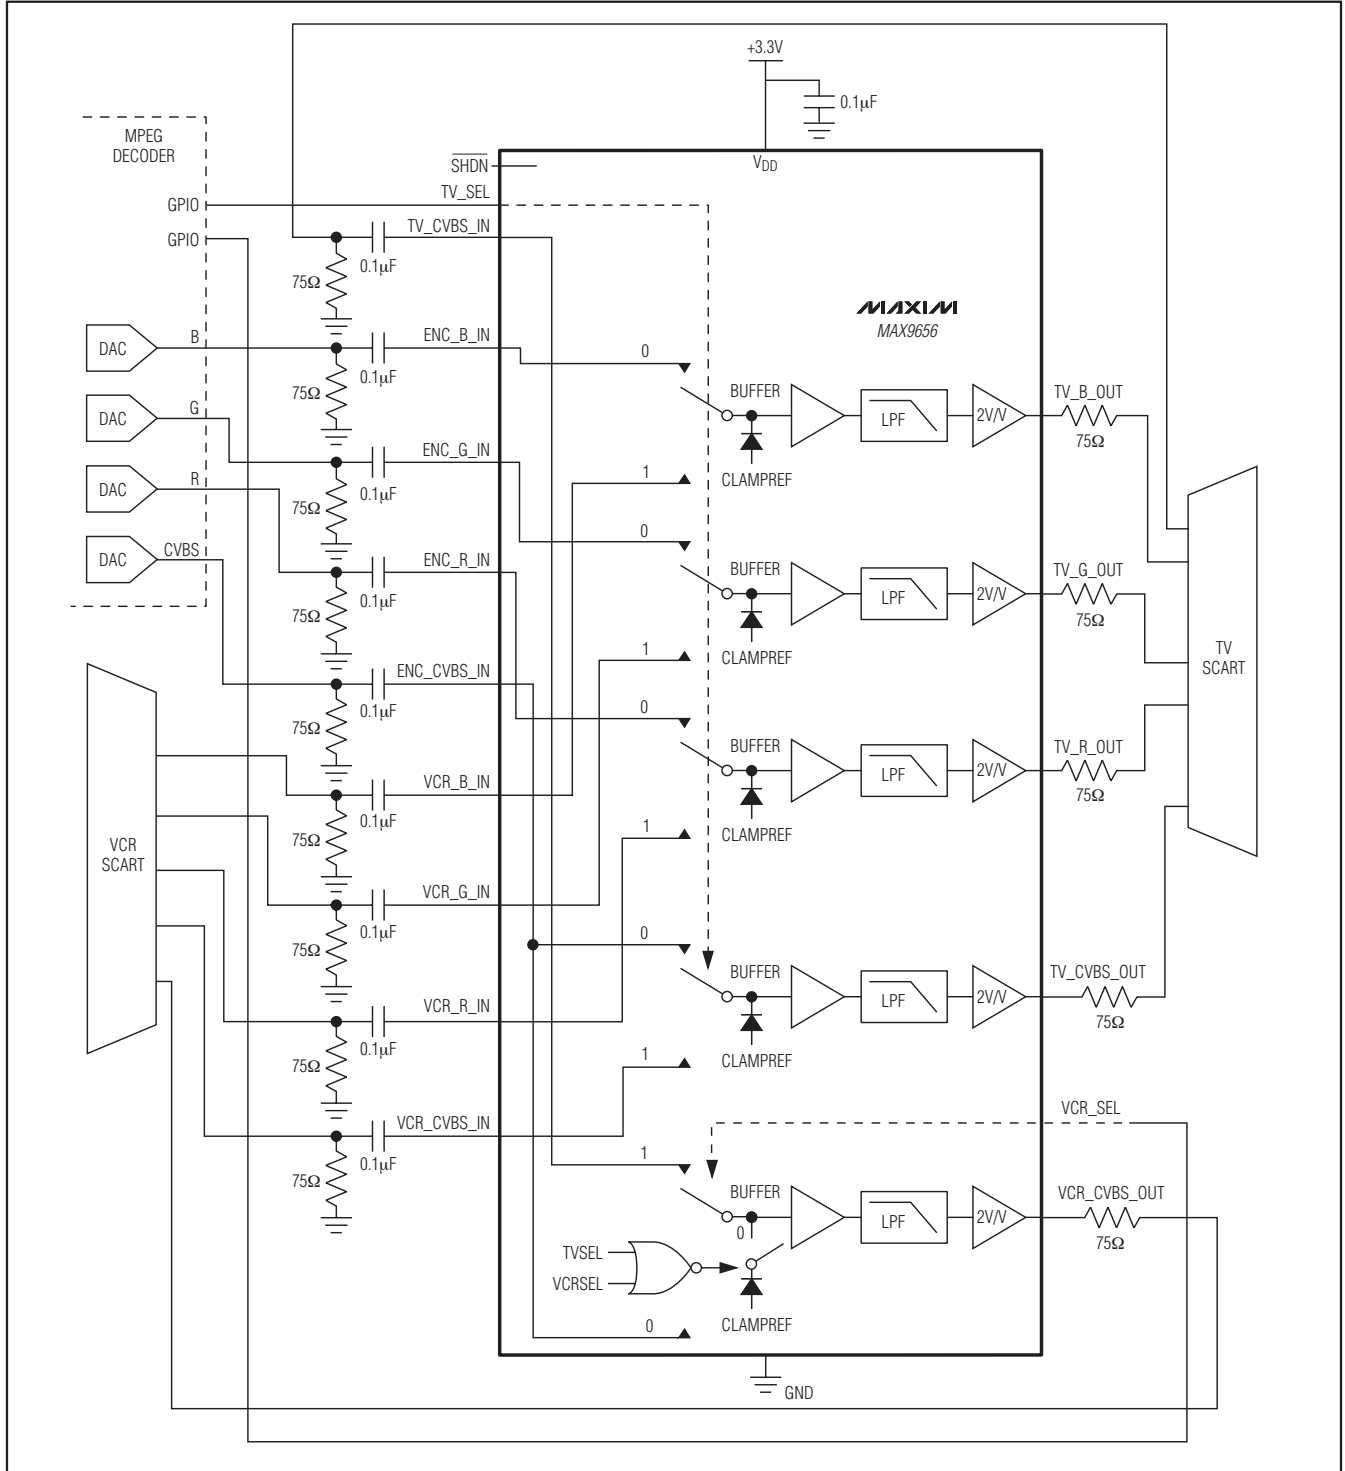 +3.3V
0.1µF
MPEG
DECODER
SHDN
VDD
TV_SEL
GPIO
TV_CVBS_IN
GPIO
0.1µF
75Ω
MAXIM
MAX9656
DAC
B
ENC_B_IN
0
0.1µF
75Ω
BUFFER
LPF
2V/V
TV_B_OUT
75Ω
DAC
G
ENC_G_IN
1
CLAMPREF
0.1µF
75Ω
DAC
R
0
DAC
CVBS
ENC_R_IN
BUFFER
LPF
2V/V
TV_G_OUT
75Ω
0.1µF
75Ω
1
CLAMPREF
TV
SCART
ENC_CVBS_IN
0
0.1µF
75Ω
BUFFER
LPF
2V/V
TV_R_OUT
75Ω
VCR_B_IN
0.1µF
75Ω
1
CLAMPREF
VCR
SCART
VCR_G_IN
0.1µF
75Ω
0
BUFFER
LPF
2V/V
TV_CVBS_OUT
75Ω
VCR_R_IN
0.1µF
75Ω
1
CLAMPREF
VCR_CVBS_IN
VCR_SEL
0.1µF
75Ω
1
BUFFER
LPF
2V/V
VCR_CVBS_OUT
75Ω
0
TVSEL
VCRSEL
CLAMPREF
0
GND